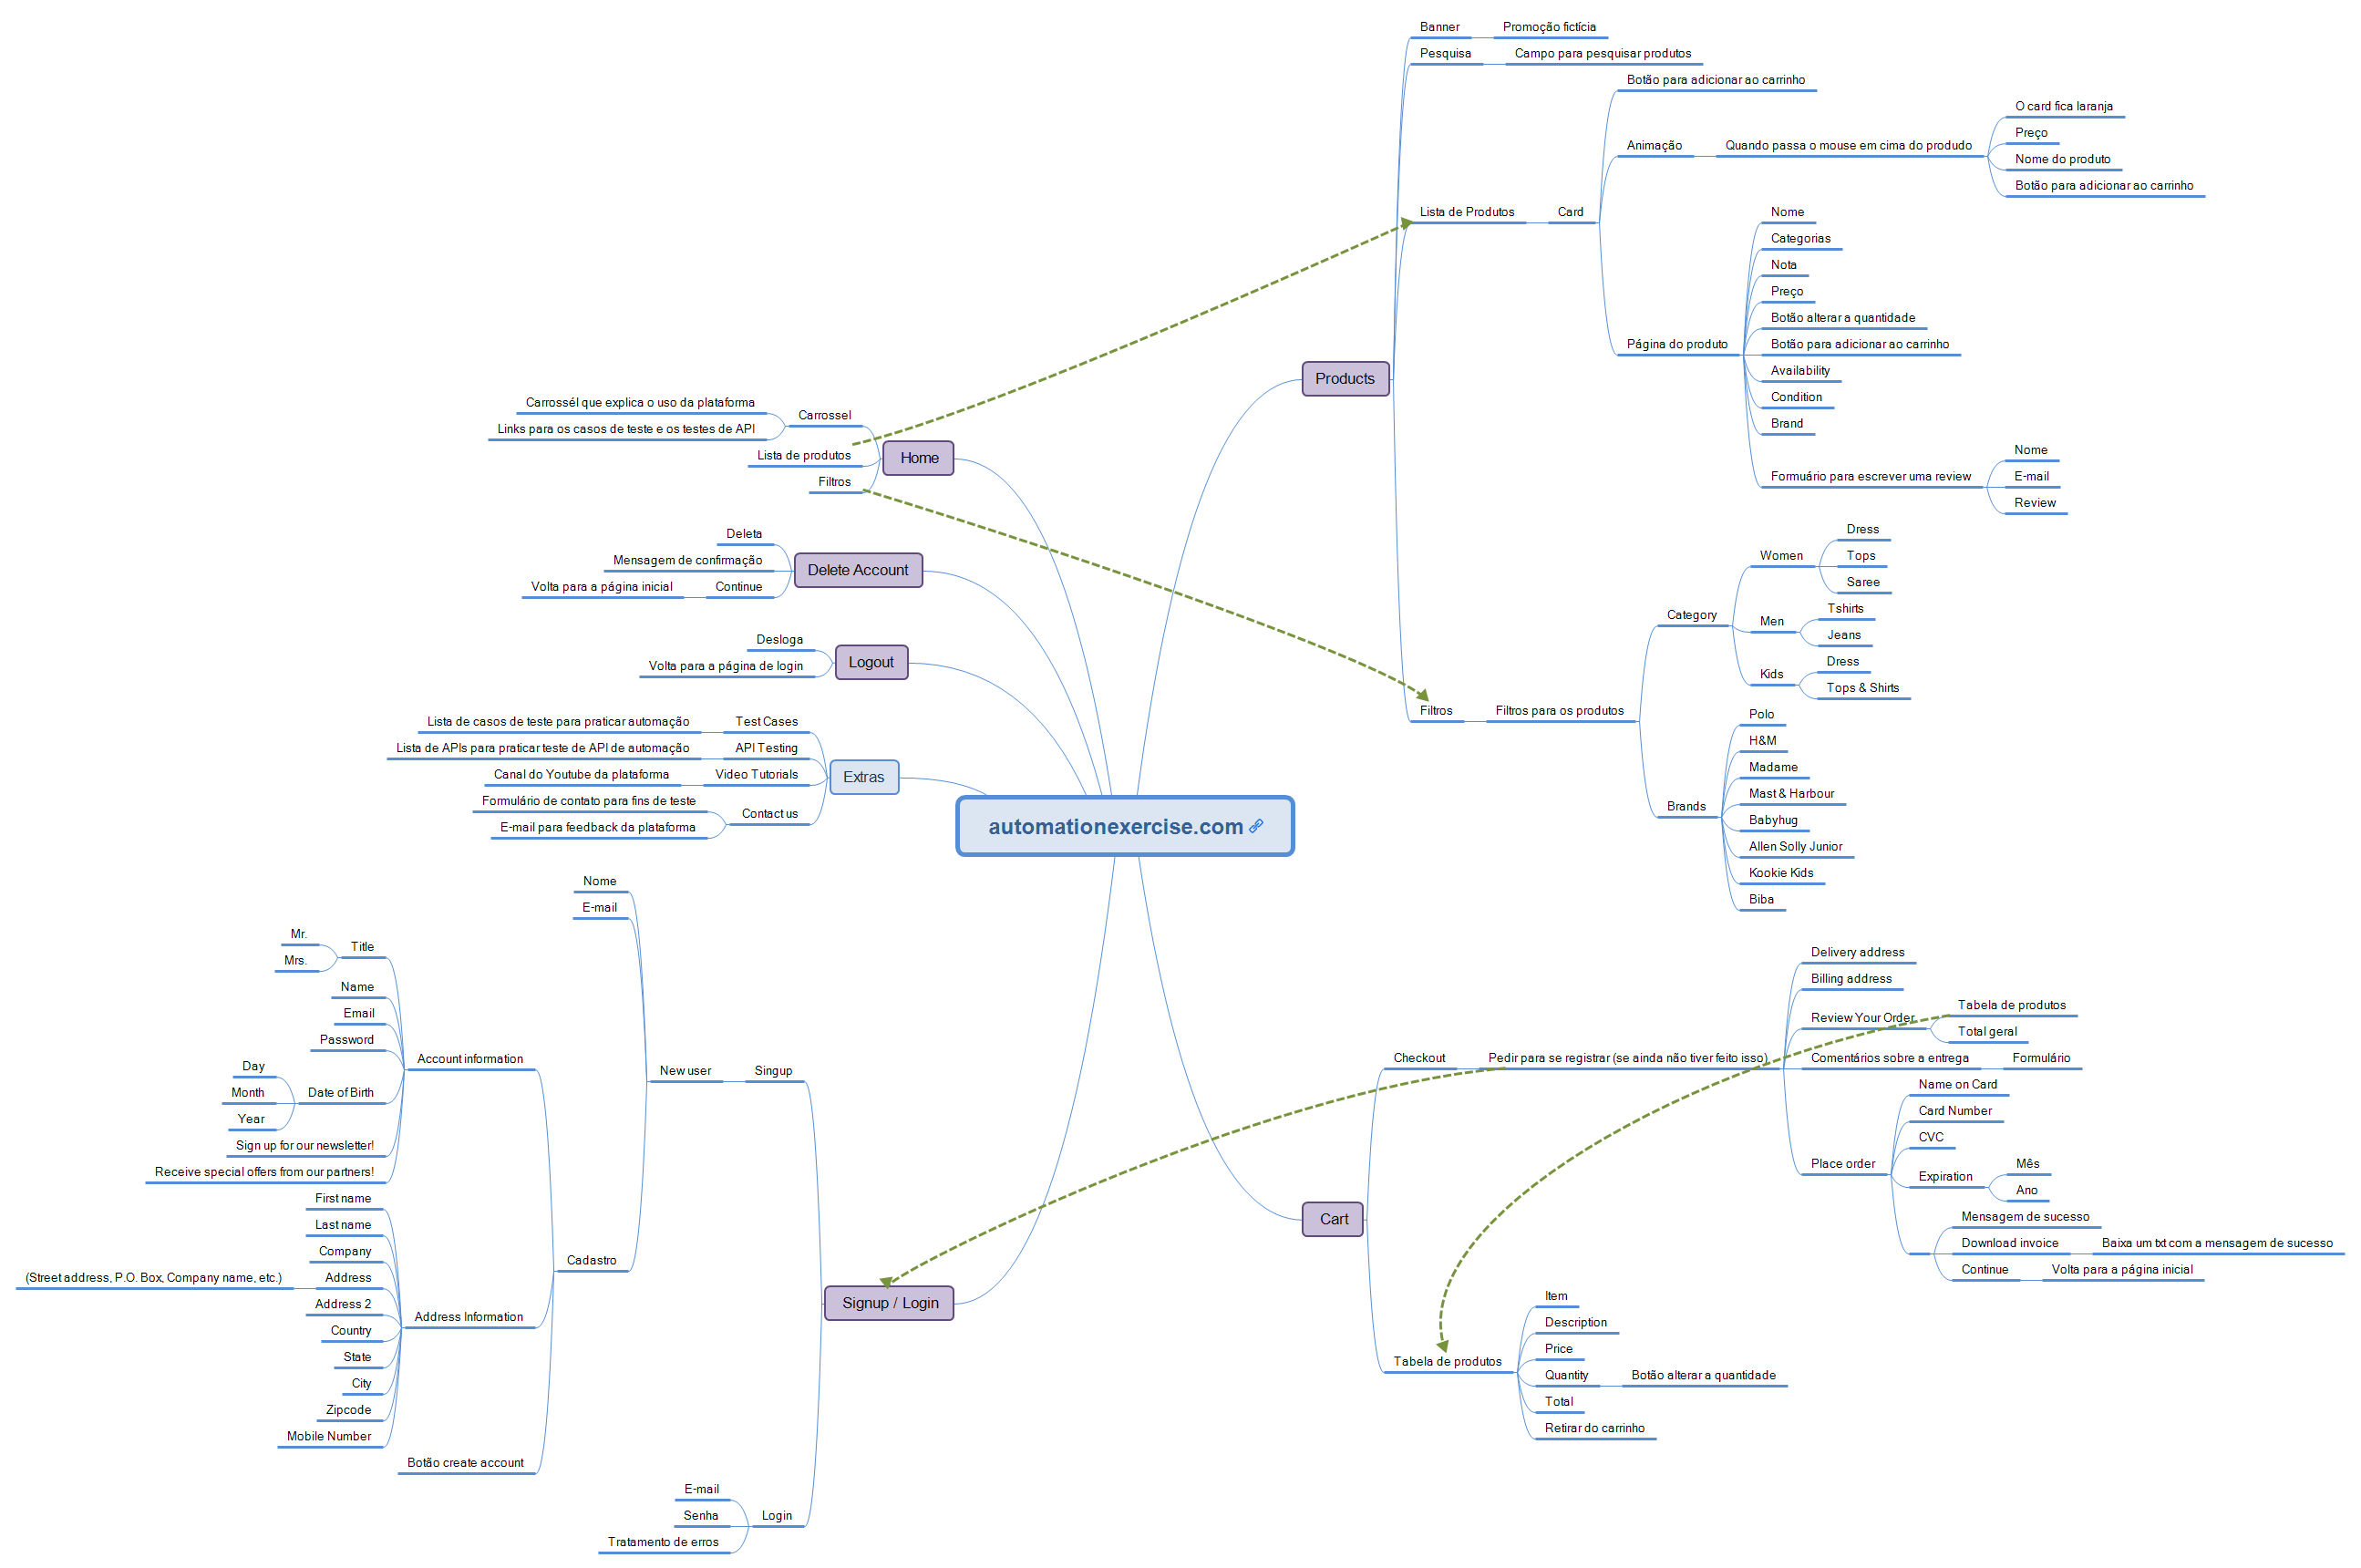 automationexercise.com
Products
Banner
Promoção fictícia
Pesquisa
Campo para pesquisar produtos
Lista de Produtos
Card
Botão para adicionar ao carrinho
Animação
Quando passa o mouse em cima do produdo
O card fica laranja
Preço
Nome do produto
Botão para adicionar ao carrinho
Página do produto
Nome
Categorias
Nota
Preço
Botão alterar a quantidade
Botão para adicionar ao carrinho
Availability
Condition
Brand
Formuário para escrever uma review
Nome
E-mail
Review
Filtros
Filtros para os produtos
Category
Women
Dress
Tops
Saree
Men
Tshirts
Jeans
Kids
Dress
Tops & Shirts
Brands
Polo
H&M
Madame
Mast & Harbour
Babyhug
Allen Solly Junior
Kookie Kids
Biba
Cart
Checkout
Pedir para se registrar (se ainda não tiver feito isso)
Delivery address
Billing address
Review Your Order
Tabela de produtos
Total geral
Comentários sobre a entrega
Formulário
Place order
Name on Card
Card Number
CVC
Expiration
Mês
Ano
Mensagem de sucesso
Download invoice
Baixa um txt com a mensagem de sucesso
Continue
Volta para a página inicial
Tabela de produtos
Item
Description
Price
Quantity
Botão alterar a quantidade
Total
Retirar do carrinho
Home
Carrossel
Carrossél que explica o uso da plataforma
Links para os casos de teste e os testes de API
Lista de produtos
Filtros
Delete Account
Deleta
Mensagem de confirmação
Continue
Volta para a página inicial
Logout
Desloga
Volta para a página de login
Extras
Test Cases
Lista de casos de teste para praticar automação
API Testing
Lista de APIs para praticar teste de API de automação
Video Tutorials
Canal do Youtube da plataforma
Contact us
Formulário de contato para fins de teste
E-mail para feedback da plataforma
Signup / Login
Singup
New user
Nome
E-mail
Cadastro
Account information
Title
Mr.
Mrs.
Name
Email
Password
Date of Birth
Day
Month
Year
Sign up for our newsletter!
Receive special offers from our partners!
Address Information
First name
Last name
Company
Address
(Street address, P.O. Box, Company name, etc.)
Address 2
Country
State
City
Zipcode
Mobile Number
Botão create account
Login
E-mail
Senha
Tratamento de erros